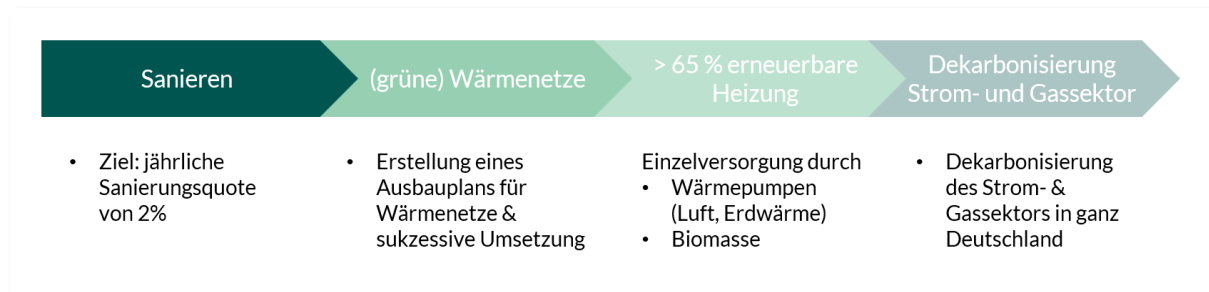 Sanieren
(grüne) Wärmenetze
> 65 % erneuerbare
Heizung
Dekarbonisierung
Strom- und Gassektor
• Ziel: jährliche
Sanierungsquote
von 2%
• Erstellung eines
Ausbauplans für
Wärmenetze &
sukzessive Umsetzung
Einzelversorgung durch
• Wärmepumpen
(Luft, Erdwärme)
• Biomasse
• Dekarbonisierung
des Strom- &
Gassektors in ganz
Deutschland